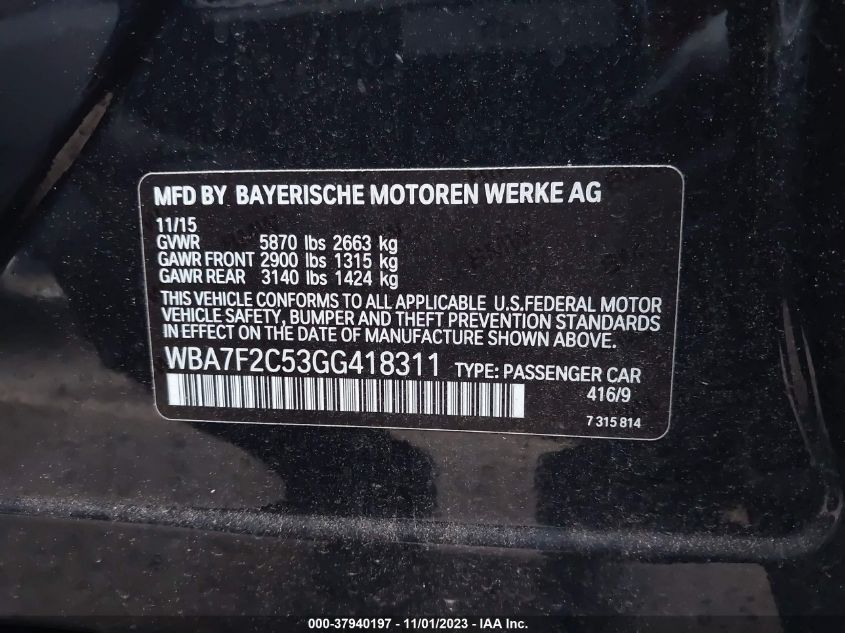 MFD BY BAYERISCHE MOTOREN WERKE AG
11/15
GVWR 5870 lbs 2663 kg
GAWR FRONT 2900 lbs 1315 kg
GAWR REAR 3140 lbs 1424 kg
THIS VEHICLE CONFORMS TO ALL APPLICABLE U.S.FEDERAL MOTOR
VEHICLE SAFETY, BUMPER AND THEFT PREVENTION STANDARDS
IN EFFECT ON THE DATE OF MANUFACTURE SHOWN ABOVE.
WBA7F2C53GG418311 TYPE: PASSENGER CAR
416/9
7 315 814
000-37940197 - 11/01/2023 - IAA Inc.